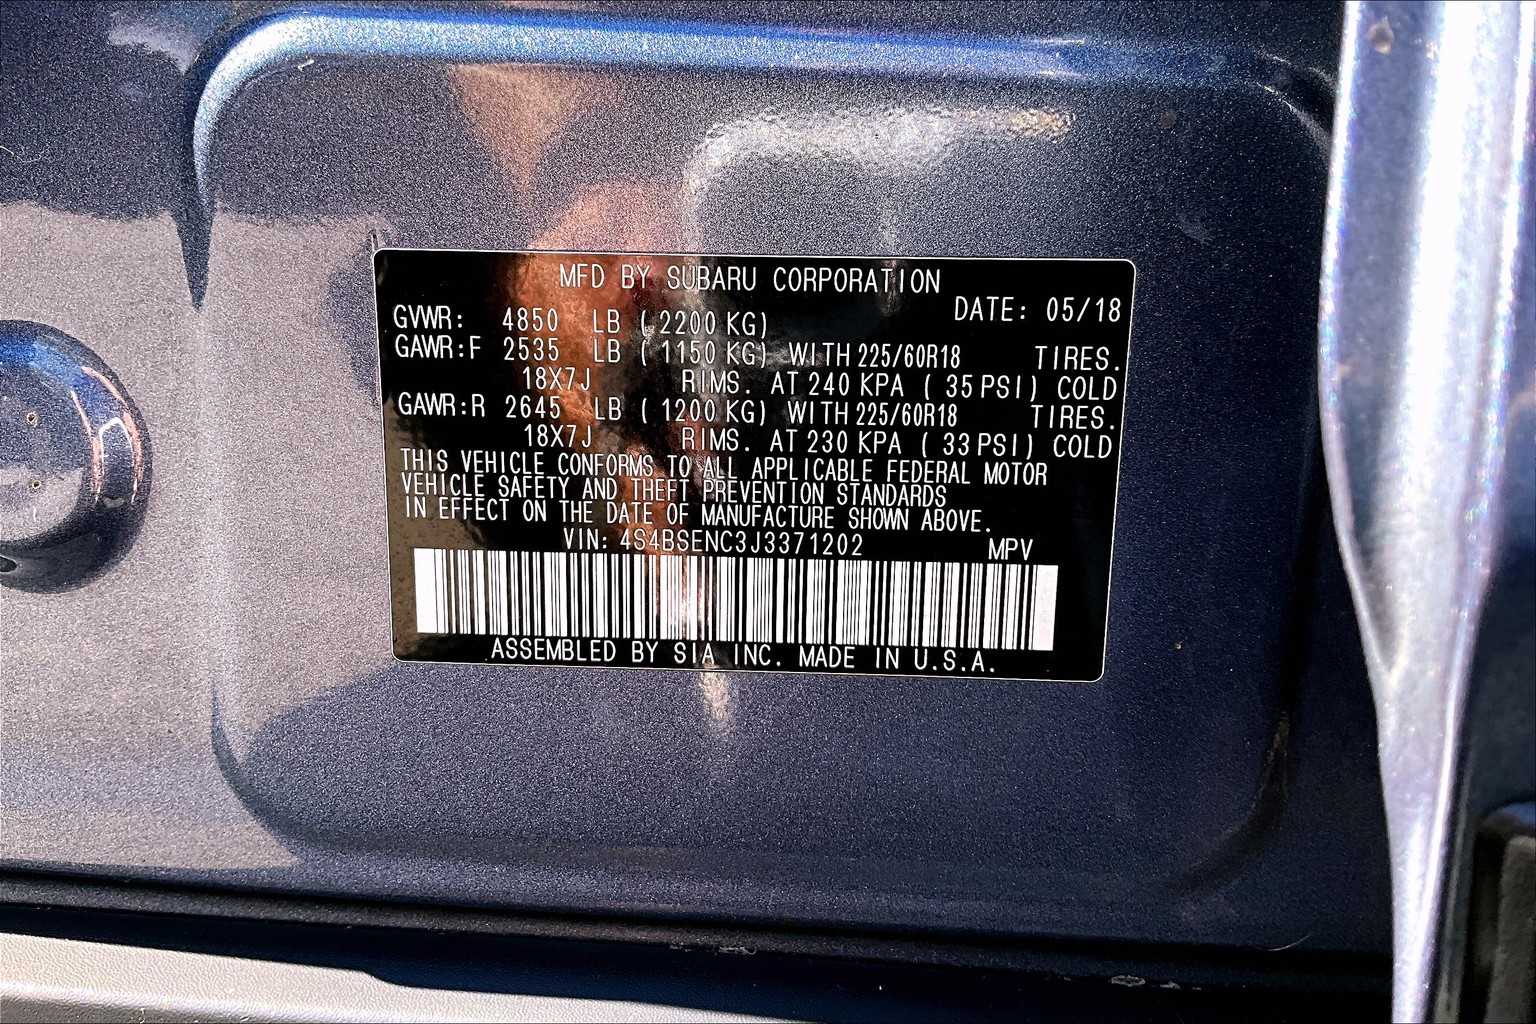 MFD BY SUBARU CORPORATION
DATE: 05/18
GVWR: 4850 LB ( 2200 KG)
GAWR:F 2535 LB ( 1150 KG) WITH 225/60R18 TIRES.
18X7J RIMS. AT 240 KPA ( 35 PSI) COLD
GAWR:R 2645 LB ( 1200 KG) WITH 225/60R18 TIRES.
18X7J RIMS. AT 230 KPA ( 33 PSI) COLD
THIS VEHICLE CONFORMS TO ALL APPLICABLE FEDERAL MOTOR
VEHICLE SAFETY AND THEFT PREVENTION STANDARDS
IN EFFECT ON THE DATE OF MANUFACTURE SHOWN ABOVE.
VIN: 4S4BSENC3J3371202 MPV
ASSEMBLED BY SIA INC. MADE IN U.S.A.